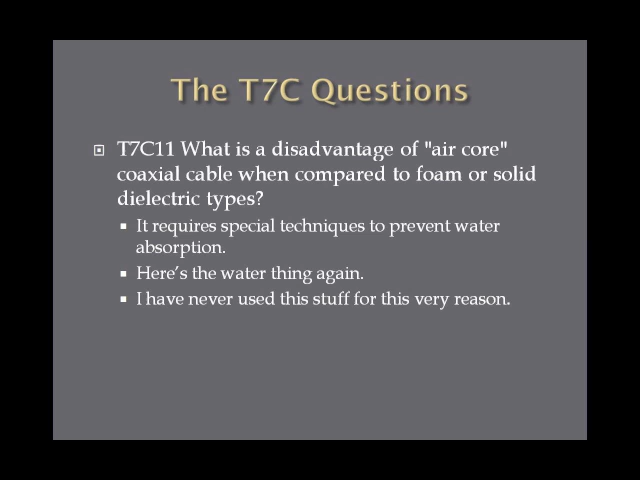 The T7C Questions
T7C11 What is a disadvantage of "air core"
coaxial cable when compared to foam or solid
dielectric types?
It requires special techniques to prevent water
absorption.
Here’s the water thing again.
I have never used this stuff for this very reason.